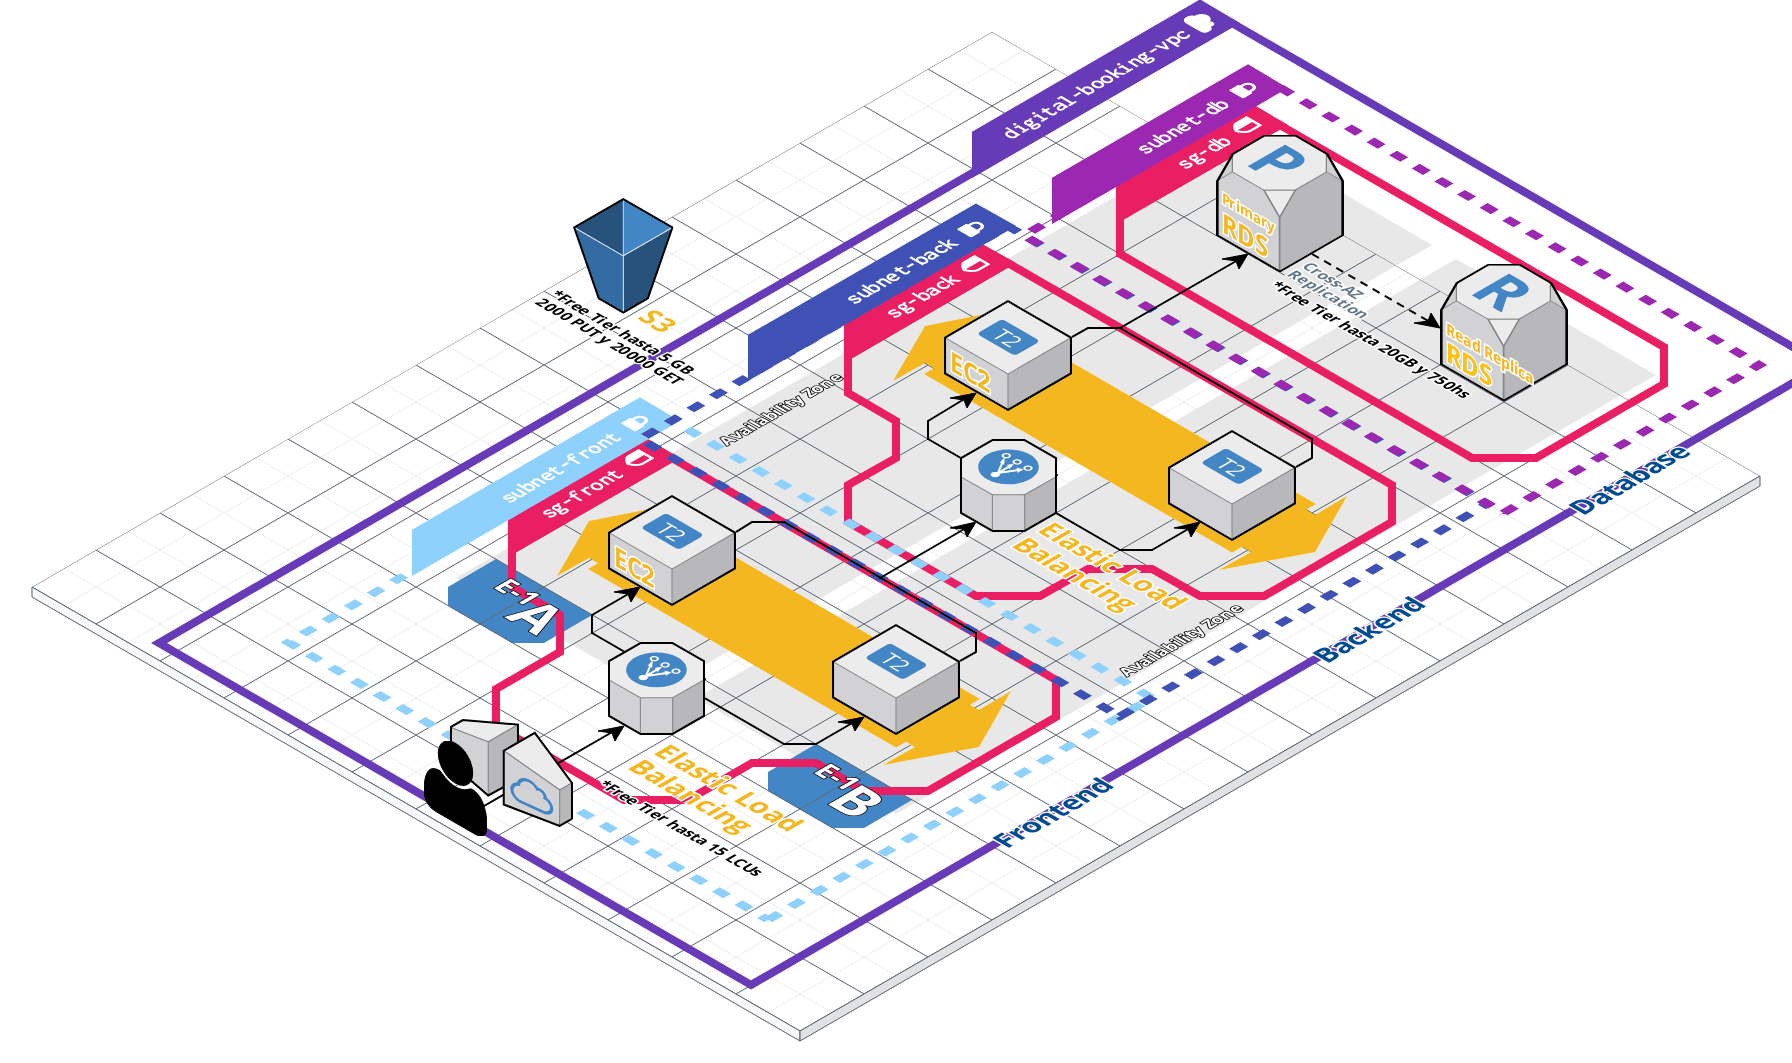 digital-booking-vpc
subnet-db
sg-db
P
Primary
RDS
Cross-AZ
Replication
*Free Tier hasta 20GB y 750hs
R
Read Replica
RDS
subnet-back
sg-back
T2
EC2
T2
Elastic Load
Balancing
Availability Zone
Availability Zone
S3
*Free Tier hasta 5 GB
2000 PUT y 20000 GET
subnet-front
sg-front
T2
EC2
T2
E-1A
E-1B
Elastic Load
Balancing
*Free Tier hasta 15 LCUs
Database
Backend
Frontend